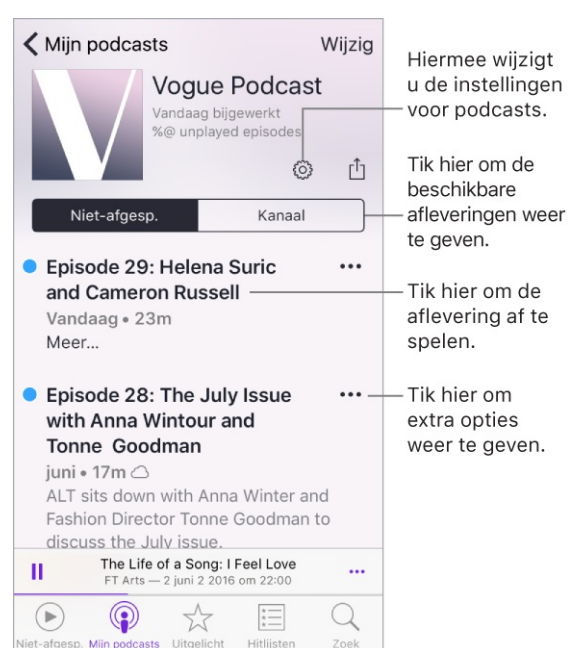 Mijn podcasts Wijzig
Vogue Podcast
Vandaag bijgewerkt
%@ unplayed episodes
Niet-afgesp. Kanaal
Episode 29: Helena Suric
and Cameron Russell
Vandaag • 23m
Meer...
Episode 28: The July Issue
with Anna Wintour and
Tonne Goodman
juni • 17m
ALT sits down with Anna Winter and
Fashion Director Tonne Goodman to
discuss the July issue.
The Life of a Song: I Feel Love
FT Arts — 2 juni 2 2016 om 22:00
Niet-afgesp. Mijn podcasts Uitgelicht Hitlijsten Zoek
Hiermee wijzigt
u de instellingen
voor podcasts.
Tik hier om de
beschikbare
afleveringen weer
te geven.
Tik hier om de
aflevering af te
spelen.
Tik hier om
extra opties
weer te geven.